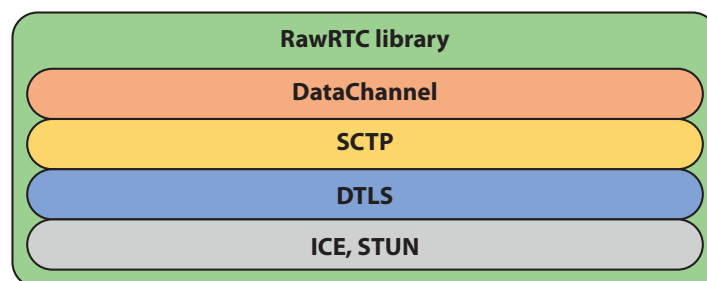 RawRTC library
DataChannel
SCTP
DTLS
ICE, STUN